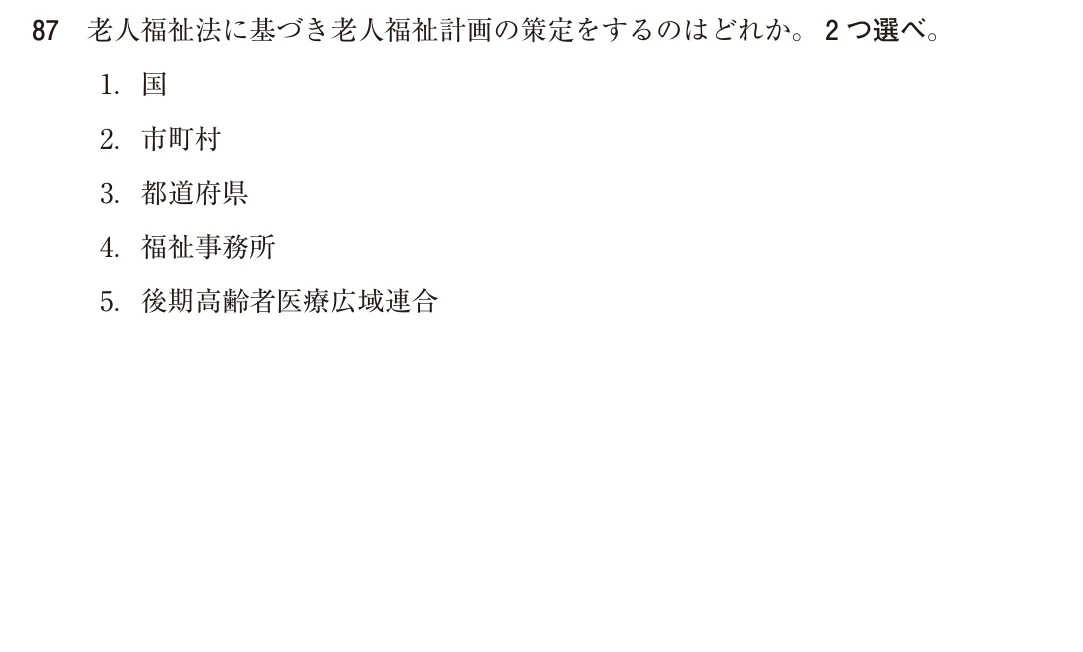 87 老人福祉法に基づき老人福祉計画の策定をするのはどれか。2つ選べ。
1. 国
2. 市町村
3. 都道府県
4. 福祉事務所
5. 後期高齢者医療広域連合